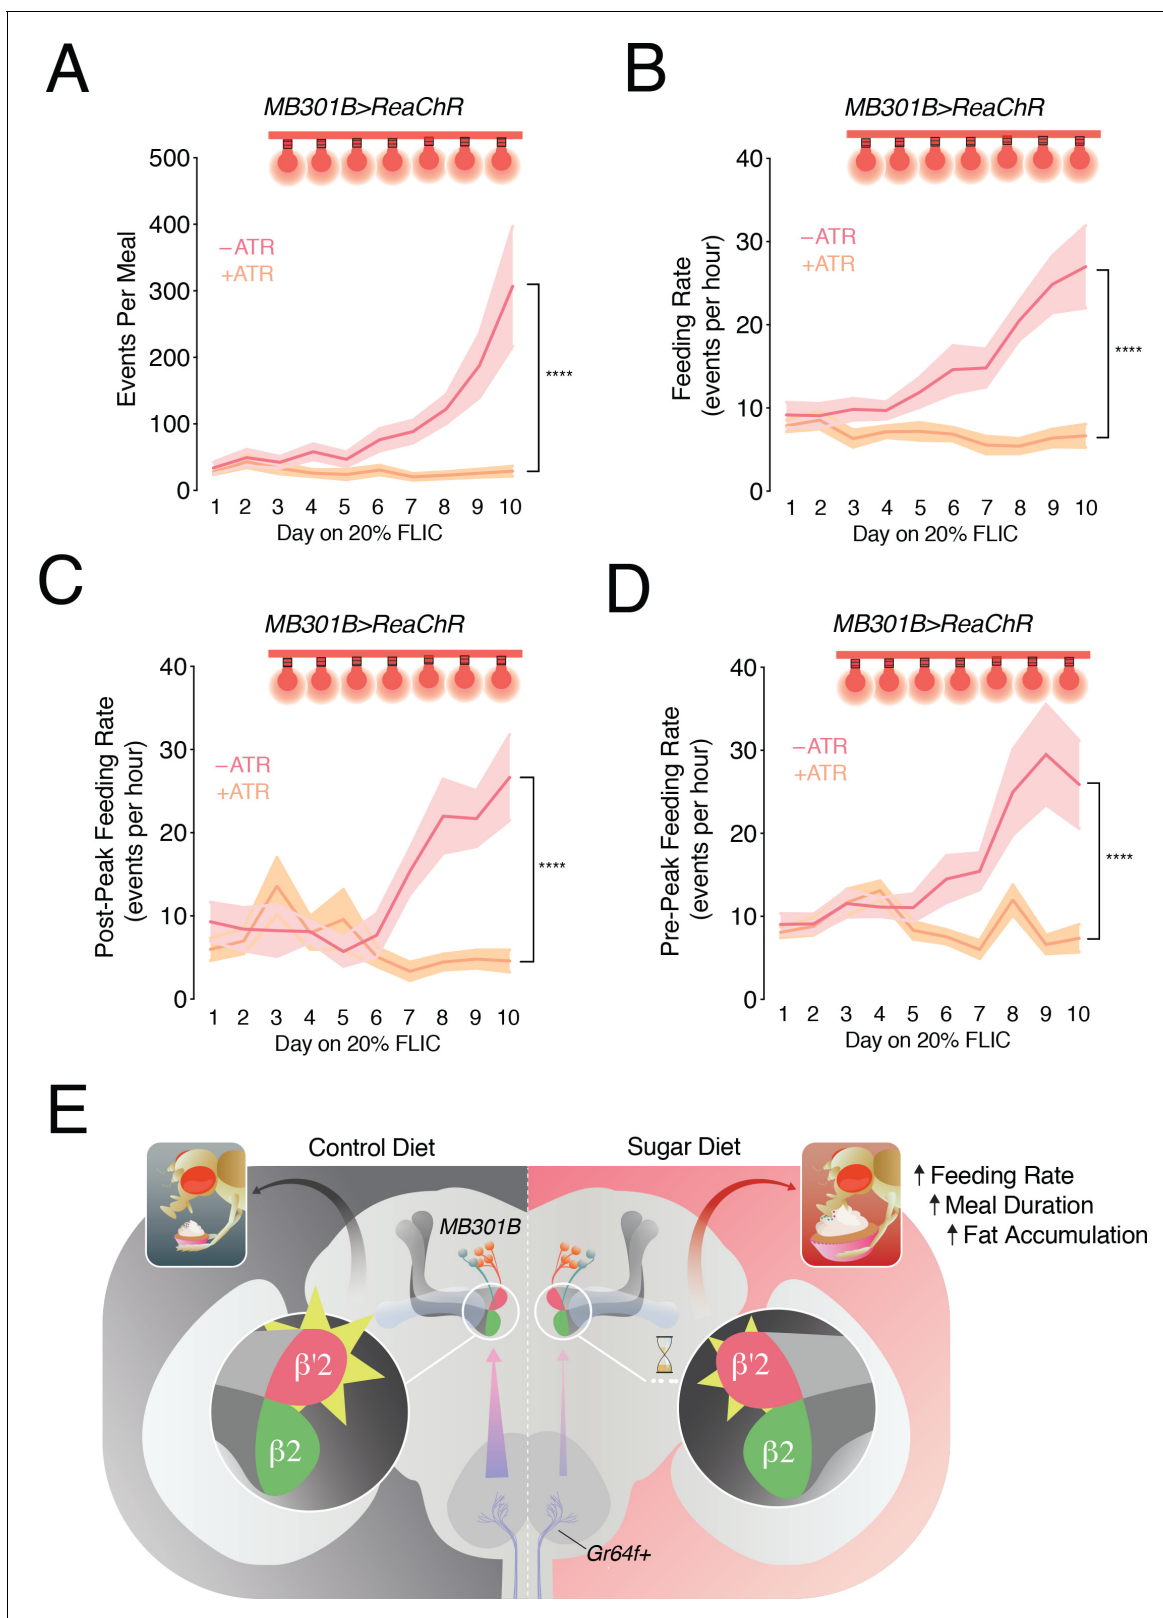 A
MB301B>ReaChR
500
400
300
200
100
0
Events Per Meal
–ATR
+ATR
****
1 2 3 4 5 6 7 8 9 10
Day on 20% FLIC
B
MB301B>ReaChR
40
30
20
10
0
Feeding Rate
(events per hour)
–ATR
+ATR
****
1 2 3 4 5 6 7 8 9 10
Day on 20% FLIC
C
MB301B>ReaChR
40
30
20
10
0
Post-Peak Feeding Rate
(events per hour)
–ATR
+ATR
****
1 2 3 4 5 6 7 8 9 10
Day on 20% FLIC
D
MB301B>ReaChR
40
30
20
10
0
Pre-Peak Feeding Rate
(events per hour)
–ATR
+ATR
****
1 2 3 4 5 6 7 8 9 10
Day on 20% FLIC
E
Control Diet
Sugar Diet
↑ Feeding Rate
↑ Meal Duration
↑ Fat Accumulation
MB301B
β'2
β2
β'2
β2
Gr64f+